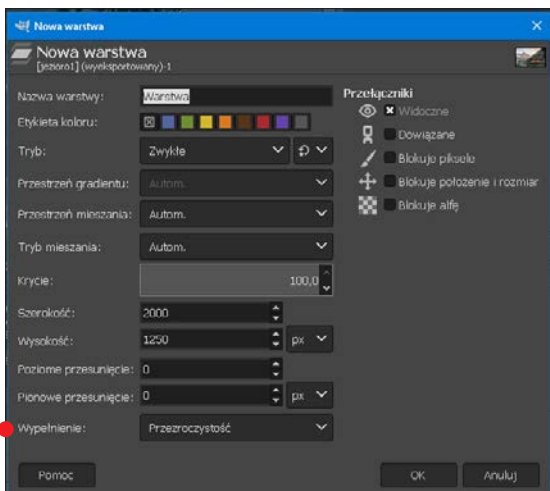 Nowa warstwa
Nowa warstwa
[jezioro1] (wyeksportowany)-1
Nazwa warstwy: Warstwa
Etykieta koloru:
Tryb: Zwykłe
Przestrzeń gradientu: Autom.
Przestrzeń mieszania: Autom.
Tryb mieszania: Autom.
Krycie: 100,0
Szerokość: 2000
Wysokość: 1250 px
Poziome przesunięcie: 0
Pionowe przesunięcie: 0 px
Wypełnienie: Przezroczystość
Przełączniki
Widoczne
Dowiązane
Blokuje piksele
Blokuje położenie i rozmiar
Blokuje alfę
Pomoc OK Anuluj